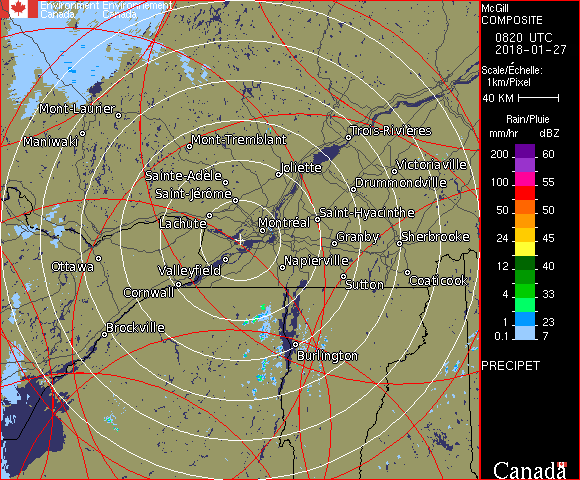 Environment Environnement
Canada Canada
Mont-Laurier
Maniwaki
Mont-Tremblant
Trois-Rivières
Joliette
Victoriaville
Sainte-Adèle
Drummondville
Saint-Jérôme
Lachute
Montréal
Saint-Hyacinthe
Granby
Sherbrooke
Ottawa
Valleyfield
Napierville
Cornwall
Sutton
Coaticook
Brockville
Burlington
McGill
COMPOSITE
0820 UTC
2018-01-27
Scale/Échelle:
1km/Pixel
40 KM
Rain/Pluie
mm/hr dBZ
200 60
150 57
100 55
50 50
24 45
12 40
4 33
1 23
0.1 7
PRECIPET
Canada